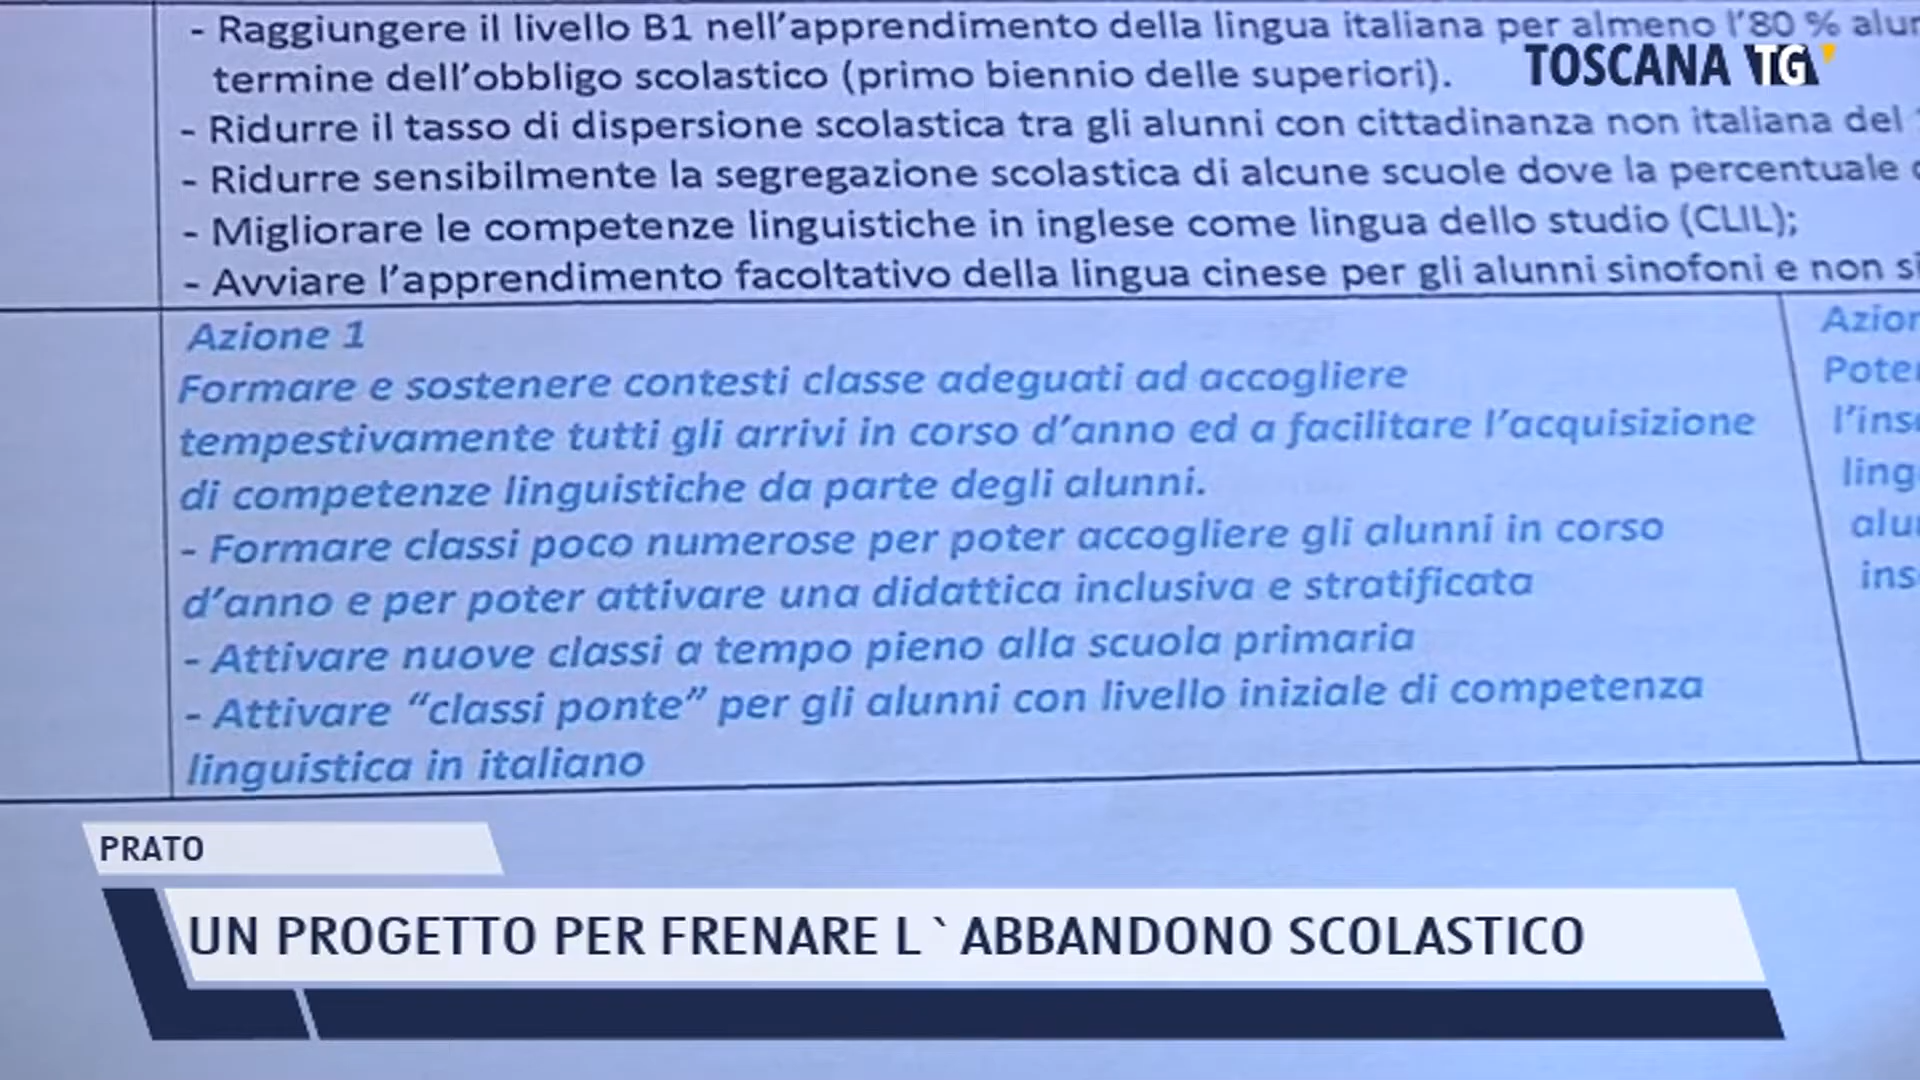 - Raggiungere il livello B1 nell'apprendimento della lingua italiana per almeno l'80 %
TOSCANA TG
termine dell'obbligo scolastico (primo biennio delle superiori).
- Ridurre il tasso di dispersione scolastica tra gli alunni con cittadinanza non italiana del
- Ridurre sensibilmente la segregazione scolastica di alcune scuole dove la percentuale
- Migliorare le competenze linguistiche in inglese come lingua dello studio (CLIL);
- Avviare l'apprendimento facoltativo della lingua cinese per gli alunni sinofoni e non
Azione 1
Formare e sostenere contesti classe adeguati ad accogliere
tempestivamente tutti gli arrivi in corso d'anno ed a facilitare l'acquisizione
di competenze linguistiche da parte degli alunni.
- Formare classi poco numerose per poter accogliere gli alunni in corso
d'anno e per poter attivare una didattica inclusiva e stratificata
- Attivare nuove classi a tempo pieno alla scuola primaria
- Attivare “classi ponte” per gli alunni con livello iniziale di competenza
linguistica in italiano
PRATO
UN PROGETTO PER FRENARE L`ABBANDONO SCOLASTICO